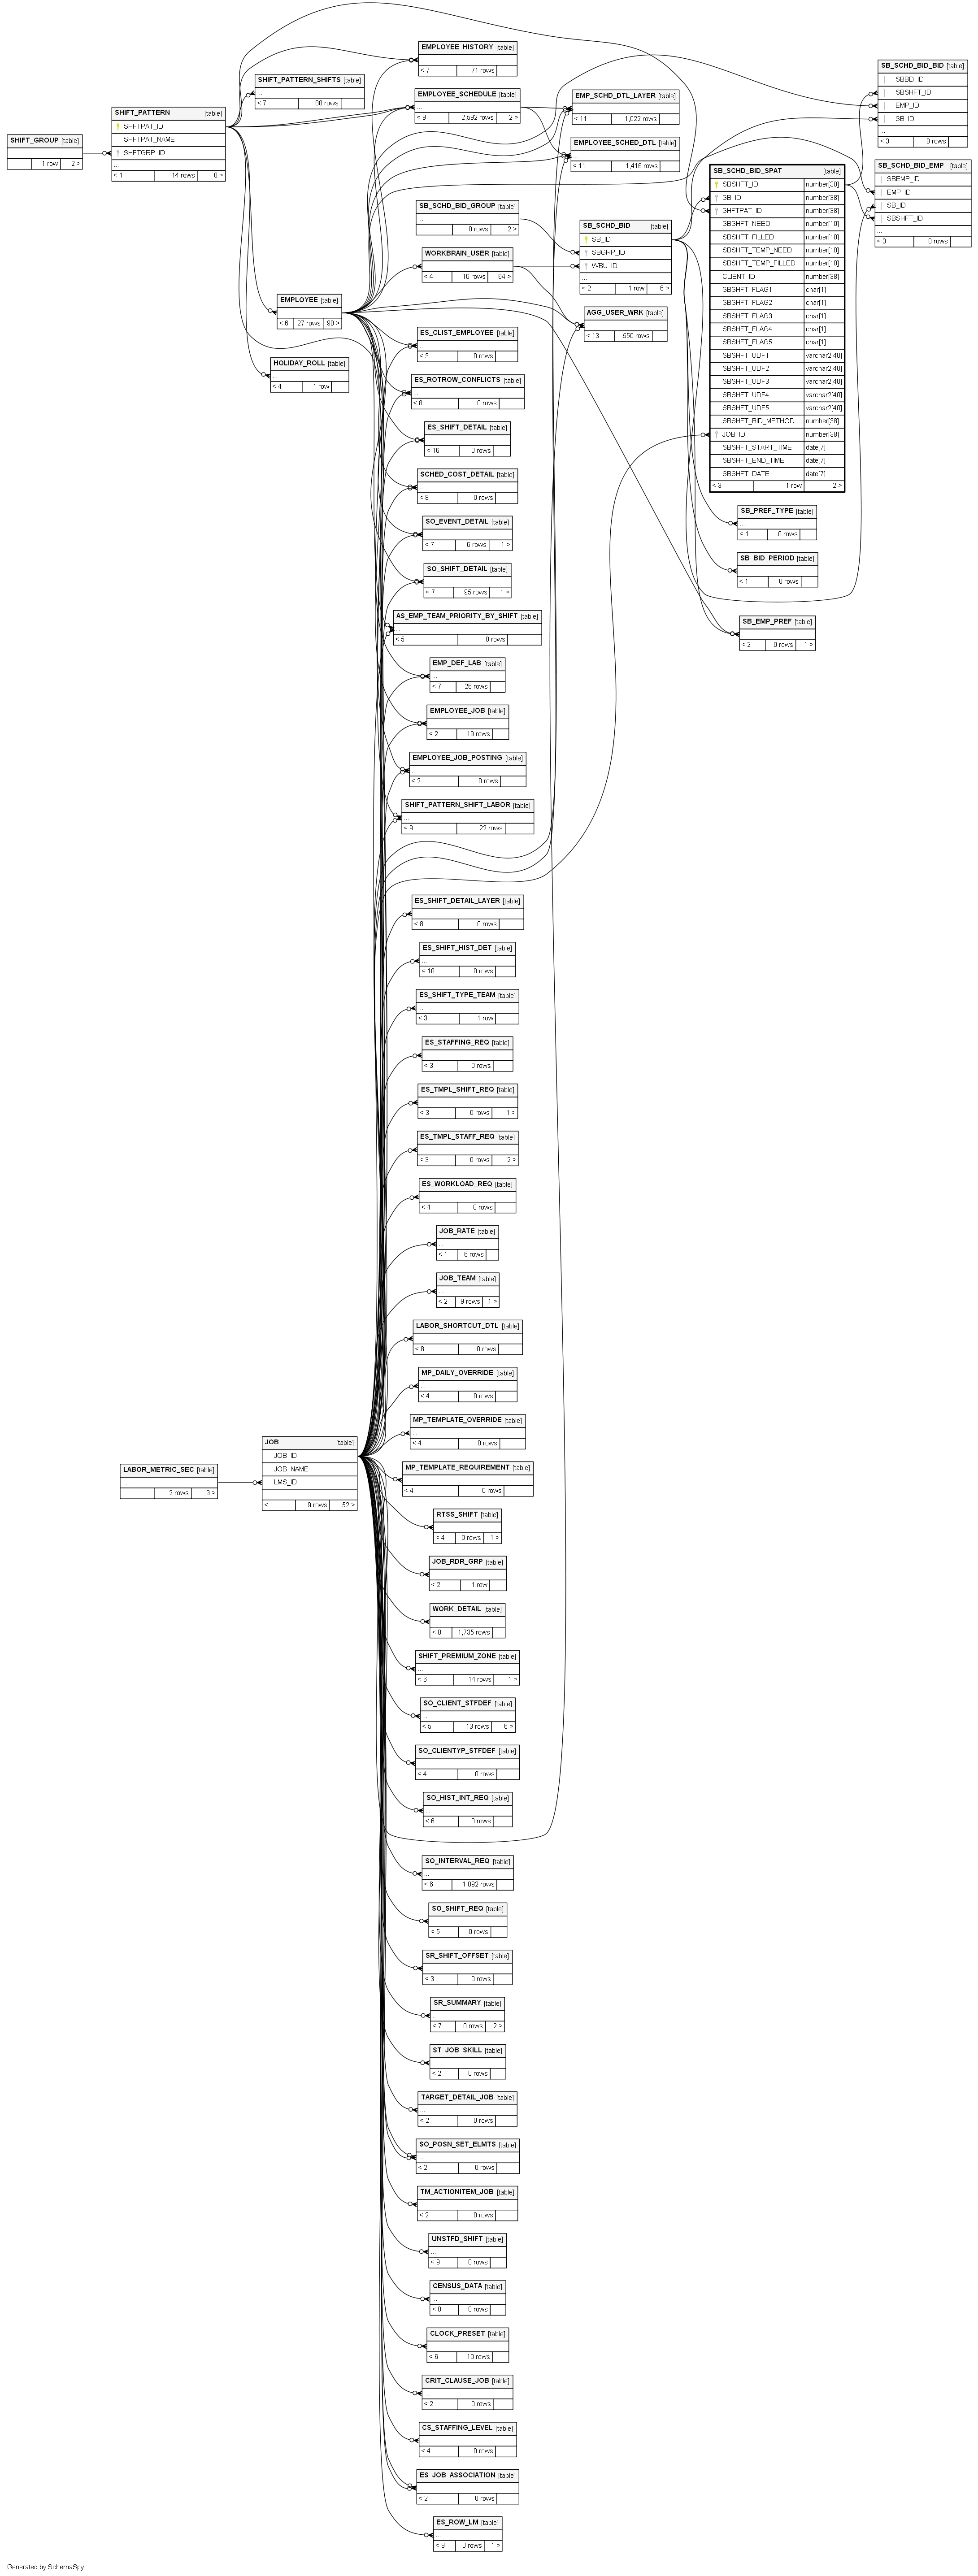 EMPLOYEE_HISTORY [table]
...
< 7 71 rows
SHIFT_PATTERN_SHIFTS [table]
...
< 7 88 rows
EMPLOYEE_SCHEDULE [table]
...
< 9 2,592 rows 2 >
EMP_SCHD_DTL_LAYER [table]
...
< 11 1,022 rows
EMPLOYEE_SCHED_DTL [table]
...
< 11 1,416 rows
SB_SCHD_BID_BID [table]
SBBD_ID
SBSHFT_ID
EMP_ID
SB_ID
...
< 3 0 rows
SHIFT_PATTERN [table]
SHFTPAT_ID
SHFTPAT_NAME
SHFTGRP_ID
...
< 1 14 rows 8 >
SHIFT_GROUP [table]
...
1 row 2 >
SB_SCHD_BID_EMP [table]
SBEMP_ID
EMP_ID
SB_ID
SBSHFT_ID
...
< 3 0 rows
SB_SCHD_BID_SPAT [table]
SBSHFT_ID number[38]
SB_ID number[38]
SHFTPAT_ID number[38]
SBSHFT_NEED number[10]
SBSHFT_FILLED number[10]
SBSHFT_TEMP_NEED number[10]
SBSHFT_TEMP_FILLED number[10]
CLIENT_ID number[38]
SBSHFT_FLAG1 char[1]
SBSHFT_FLAG2 char[1]
SBSHFT_FLAG3 char[1]
SBSHFT_FLAG4 char[1]
SBSHFT_FLAG5 char[1]
SBSHFT_UDF1 varchar2[40]
SBSHFT_UDF2 varchar2[40]
SBSHFT_UDF3 varchar2[40]
SBSHFT_UDF4 varchar2[40]
SBSHFT_UDF5 varchar2[40]
SBSHFT_BID_METHOD number[38]
JOB_ID number[38]
SBSHFT_START_TIME date[7]
SBSHFT_END_TIME date[7]
SBSHFT_DATE date[7]
< 3 1 row 2 >
SB_SCHD_BID_GROUP [table]
...
0 rows 2 >
SB_SCHD_BID [table]
SB_ID
SBGRP_ID
WBU_ID
...
< 2 1 row 6 >
WORKBRAIN_USER [table]
...
< 4 16 rows 64 >
EMPLOYEE [table]
...
< 6 27 rows 98 >
AGG_USER_WRK [table]
...
< 13 550 rows
HOLIDAY_ROLL [table]
...
< 4 1 row
ES_CLIST_EMPLOYEE [table]
...
< 3 0 rows
ES_ROTROW_CONFLICTS [table]
...
< 8 0 rows
ES_SHIFT_DETAIL [table]
...
< 16 0 rows
SCHED_COST_DETAIL [table]
...
< 8 0 rows
SO_EVENT_DETAIL [table]
...
< 7 6 rows 1 >
SO_SHIFT_DETAIL [table]
...
< 7 95 rows 1 >
SB_PREF_TYPE [table]
...
< 1 0 rows
SB_BID_PERIOD [table]
...
< 1 0 rows
SB_EMP_PREF [table]
...
< 2 0 rows 1 >
AS_EMP_TEAM_PRIORITY_BY_SHIFT [table]
...
< 5 0 rows
EMP_DEF_LAB [table]
...
< 7 26 rows
EMPLOYEE_JOB [table]
...
< 2 19 rows
EMPLOYEE_JOB_POSTING [table]
...
< 2 0 rows
SHIFT_PATTERN_SHIFT_LABOR [table]
...
< 9 22 rows
ES_SHIFT_DETAIL_LAYER [table]
...
< 8 0 rows
ES_SHIFT_HIST_DET [table]
...
< 10 0 rows
ES_SHIFT_TYPE_TEAM [table]
...
< 3 1 row
ES_STAFFING_REQ [table]
...
< 3 0 rows
ES_TMPL_SHIFT_REQ [table]
...
< 3 0 rows 1 >
ES_TMPL_STAFF_REQ [table]
...
< 3 0 rows 2 >
ES_WORKLOAD_REQ [table]
...
< 4 0 rows
JOB_RATE [table]
...
< 1 6 rows
JOB_TEAM [table]
...
< 2 9 rows 1 >
LABOR_SHORTCUT_DTL [table]
...
< 8 0 rows
MP_DAILY_OVERRIDE [table]
...
< 4 0 rows
MP_TEMPLATE_OVERRIDE [table]
...
< 4 0 rows
JOB [table]
JOB_ID
JOB_NAME
LMS_ID
...
< 1 9 rows 52 >
LABOR_METRIC_SEC [table]
...
2 rows 9 >
MP_TEMPLATE_REQUIREMENT [table]
...
< 4 0 rows
RTSS_SHIFT [table]
...
< 4 0 rows 1 >
JOB_RDR_GRP [table]
...
< 2 1 row
WORK_DETAIL [table]
...
< 8 1,735 rows
SHIFT_PREMIUM_ZONE [table]
...
< 6 14 rows 1 >
SO_CLIENT_STFDEF [table]
...
< 5 13 rows 6 >
SO_CLIENTYP_STFDEF [table]
...
< 4 0 rows
SO_HIST_INT_REQ [table]
...
< 6 0 rows
SO_INTERVAL_REQ [table]
...
< 6 1,092 rows
SO_SHIFT_REQ [table]
...
< 5 0 rows
SR_SHIFT_OFFSET [table]
...
< 3 0 rows
SR_SUMMARY [table]
...
< 7 0 rows 2 >
ST_JOB_SKILL [table]
...
< 2 0 rows
TARGET_DETAIL_JOB [table]
...
< 2 0 rows
SO_POSN_SET_ELMTS [table]
...
< 2 0 rows
TM_ACTIONITEM_JOB [table]
...
< 2 0 rows
UNSTFD_SHIFT [table]
...
< 9 0 rows
CENSUS_DATA [table]
...
< 8 0 rows
CLOCK_PRESET [table]
...
< 6 10 rows
CRIT_CLAUSE_JOB [table]
...
< 2 0 rows
CS_STAFFING_LEVEL [table]
...
< 4 0 rows
ES_JOB_ASSOCIATION [table]
...
< 2 0 rows
ES_ROW_LM [table]
...
< 9 0 rows 1 >
Generated by SchemaSpy